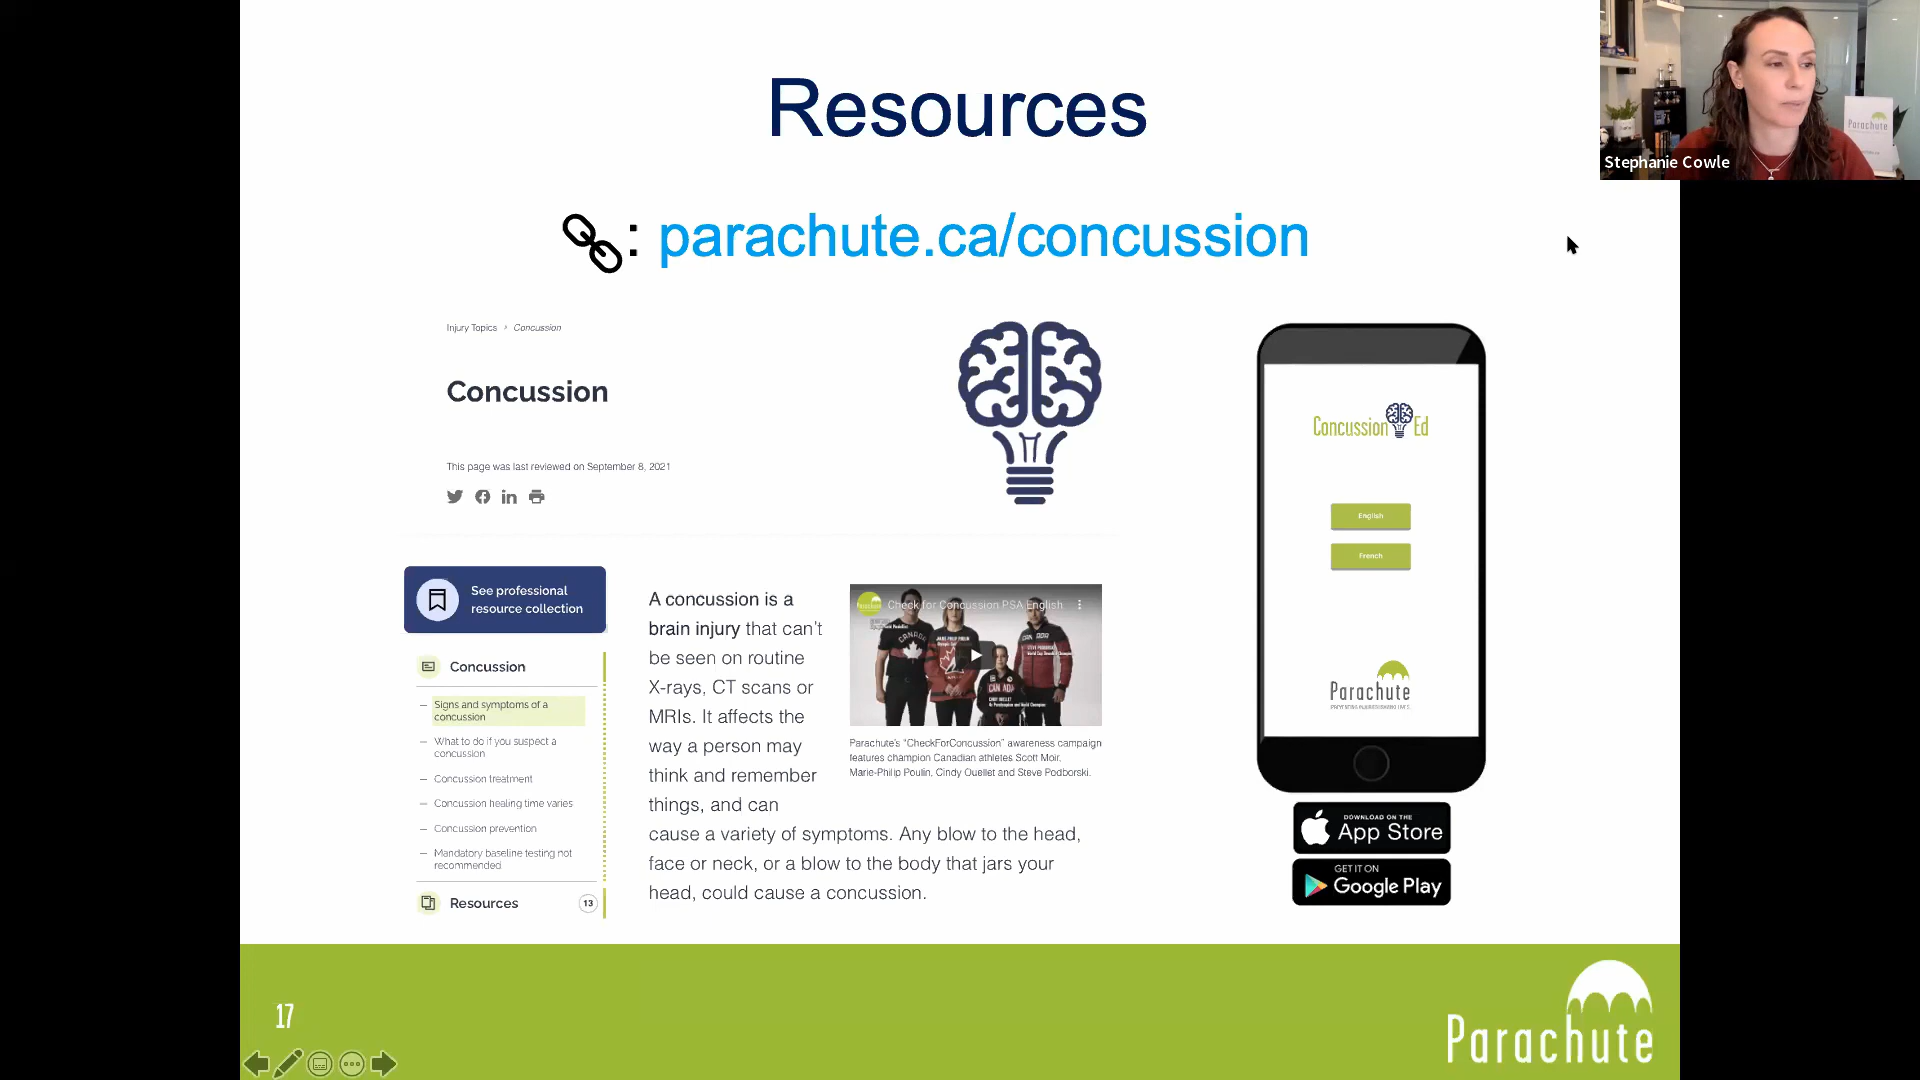 Resources
Stephanie Cowle
Parachute
: parachute.ca/concussion
Injury Topics > Concussion
Concussion
This page was last reviewed on September 8, 2021
See professional
resource collection
Concussion
– Signs and symptoms of a
concussion
– What to do if you suspect a
concussion
– Concussion treatment
– Concussion healing time varies
– Concussion prevention
– Mandatory baseline testing not
recommended
Resources 13
A concussion is a
brain injury that can't
be seen on routine
X-rays, CT scans or
MRIs. It affects the
way a person may
think and remember
things, and can
cause a variety of symptoms. Any blow to the head,
face or neck, or a blow to the body that jars your
head, could cause a concussion.
Check for Concussion PSA English
CANADA
CANADA
Parachute's "CheckForConcussion" awareness campaign
features champion Canadian athletes Scott Moir,
Marie-Philip Poulin, Cindy Ouellet and Steve Podborski.
Concussion Ed
English
French
Parachute
DOWNLOAD ON THE
App Store
GET IT ON
Google Play
17
Parachute